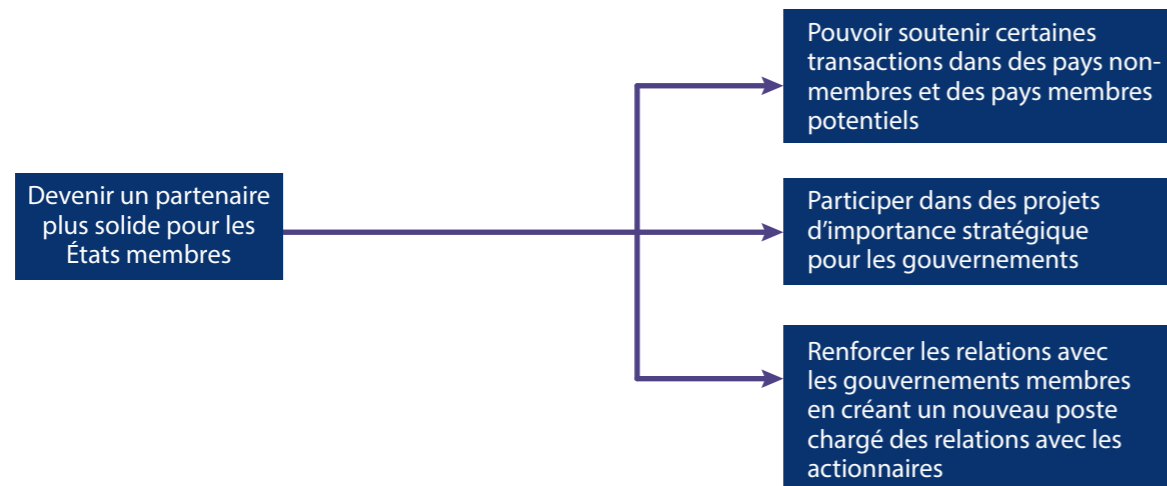 Devenir un partenaire
plus solide pour les
États membres
Pouvoir soutenir certaines
transactions dans des pays non-
membres et des pays membres
potentiels
Participer dans des projets
d’importance stratégique
pour les gouvernements
Renforcer les relations avec
les gouvernements membres
en créant un nouveau poste
chargé des relations avec les
actionnaires